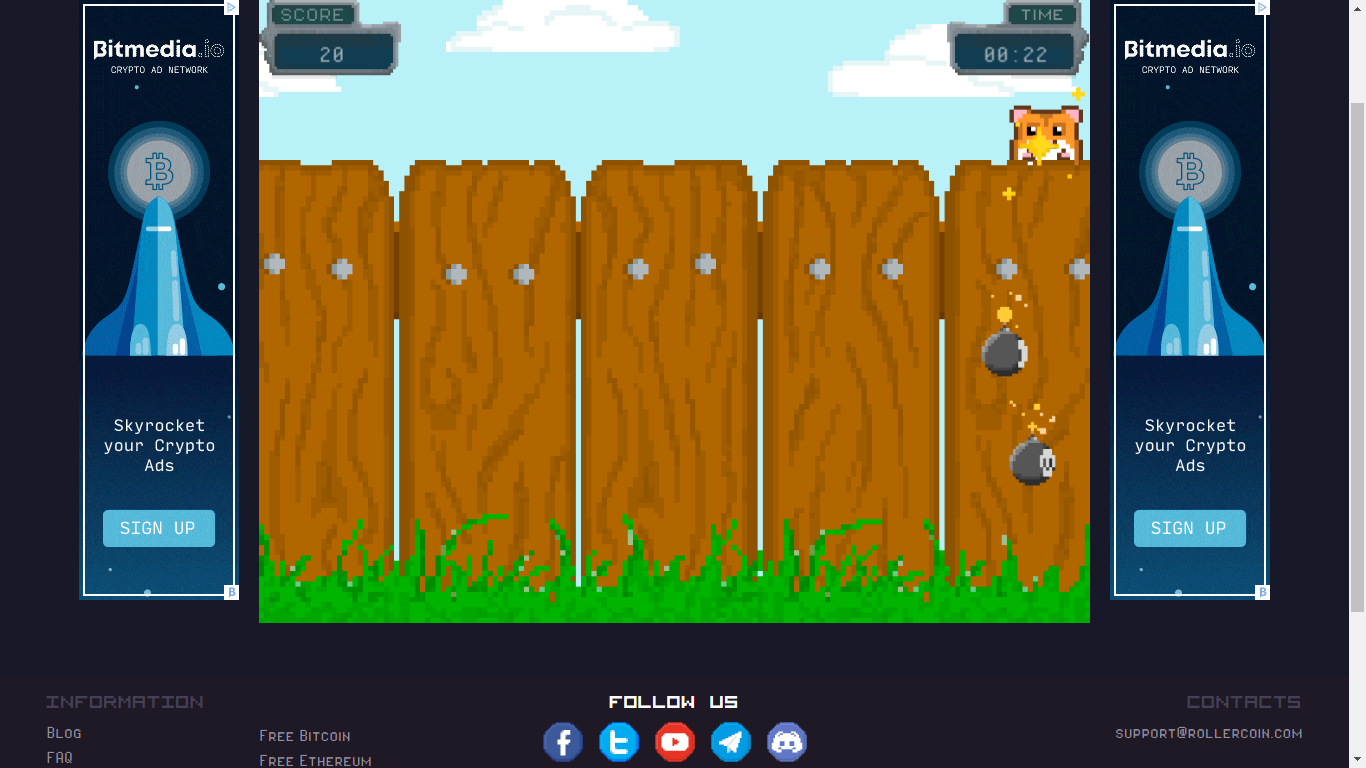 SCORE
20
TIME
00:22
Bitmedia.io
CRYPTO AD NETWORK
Skyrocket
your Crypto
Ads
SIGN UP
Bitmedia.io
CRYPTO AD NETWORK
Skyrocket
your Crypto
Ads
SIGN UP
INFORMATION
Blog
FAQ
Free Bitcoin
Free Ethereum
FOLLOW US
CONTACTS
SUPPORT@ROLLERCOIN.COM